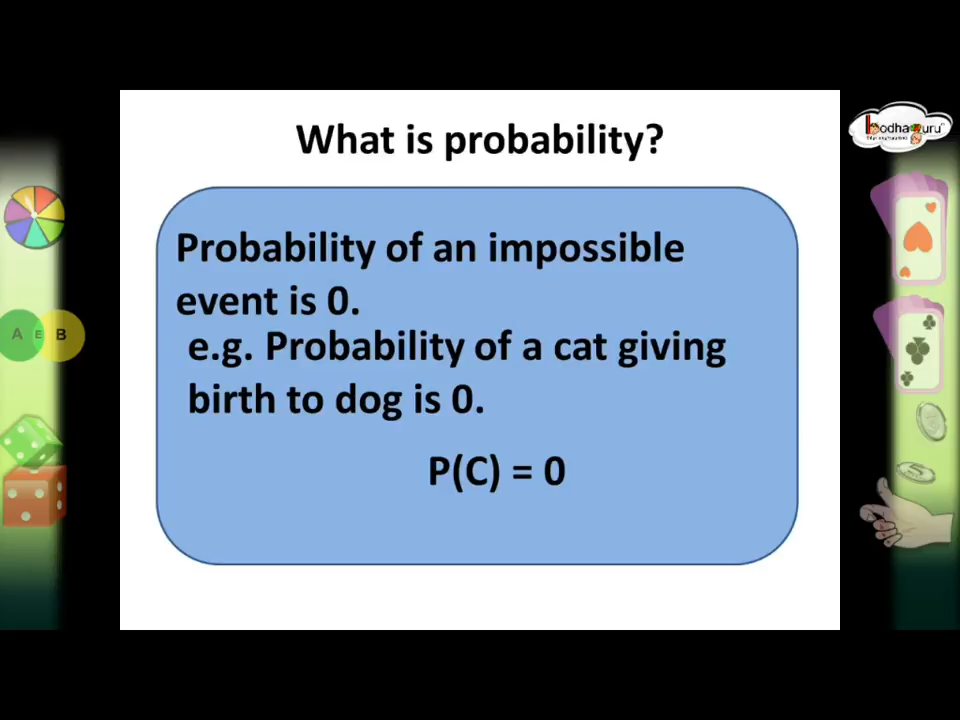 What is probability?
Probability of an impossible
event is 0.
e.g. Probability of a cat giving
birth to dog is 0.
P(C) = 0
A E B
bodhaguru